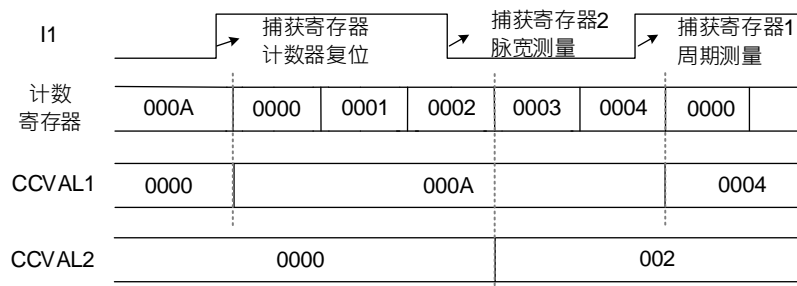 I1
捕获寄存器
计数器复位
捕获寄存器2
脉宽测量
捕获寄存器1
周期测量
计数
寄存器
000A 0000 0001 0002 0003 0004 0000
CCVAL1 0000 000A 0004
CCVAL2 0000 002